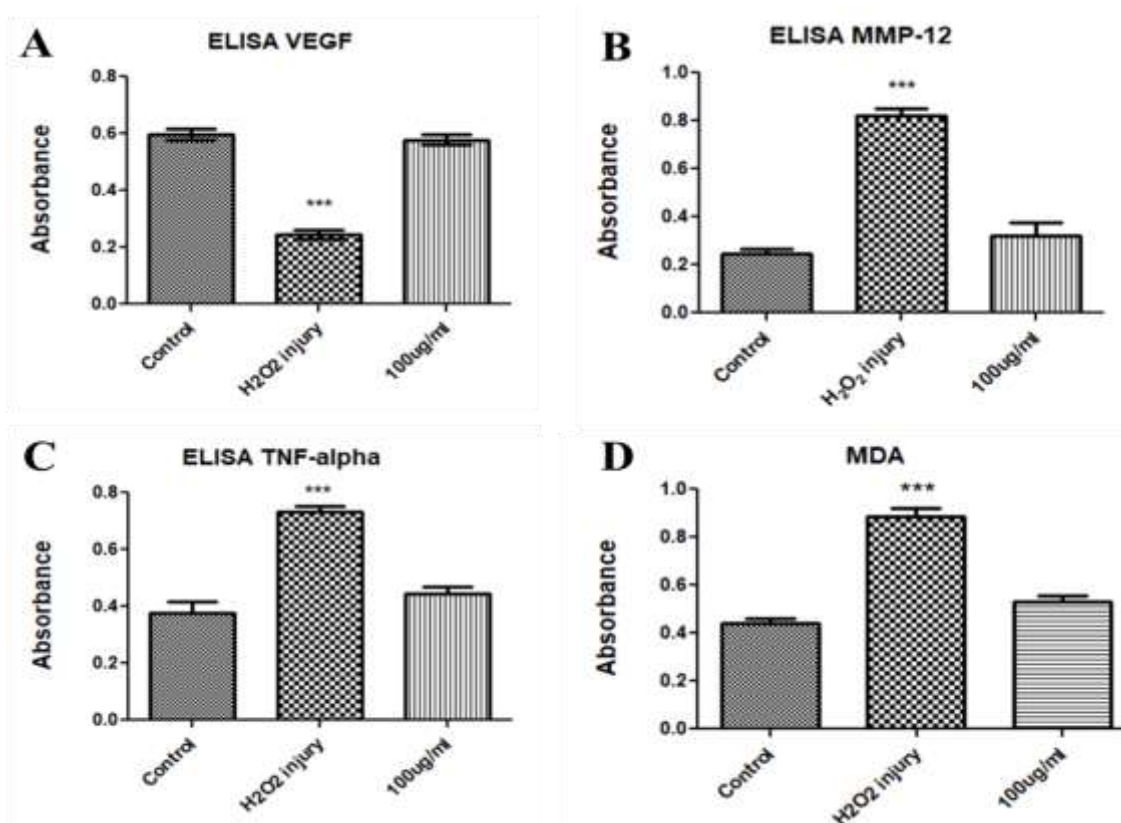 A
ELISA VEGF
Absorbance
0.8
0.6
0.4
0.2
0.0
Control
H2O2 injury
100ug/ml
***
B
ELISA MMP-12
Absorbance
1.0
0.8
0.6
0.4
0.2
0.0
Control
H₂O₂ injury
100ug/ml
***
C
ELISA TNF-alpha
Absorbance
0.8
0.6
0.4
0.2
0.0
Control
H2O2 injury
100ug/ml
***
D
MDA
Absorbance
1.0
0.8
0.6
0.4
0.2
0.0
Control
H2O2 injury
100ug/ml
***